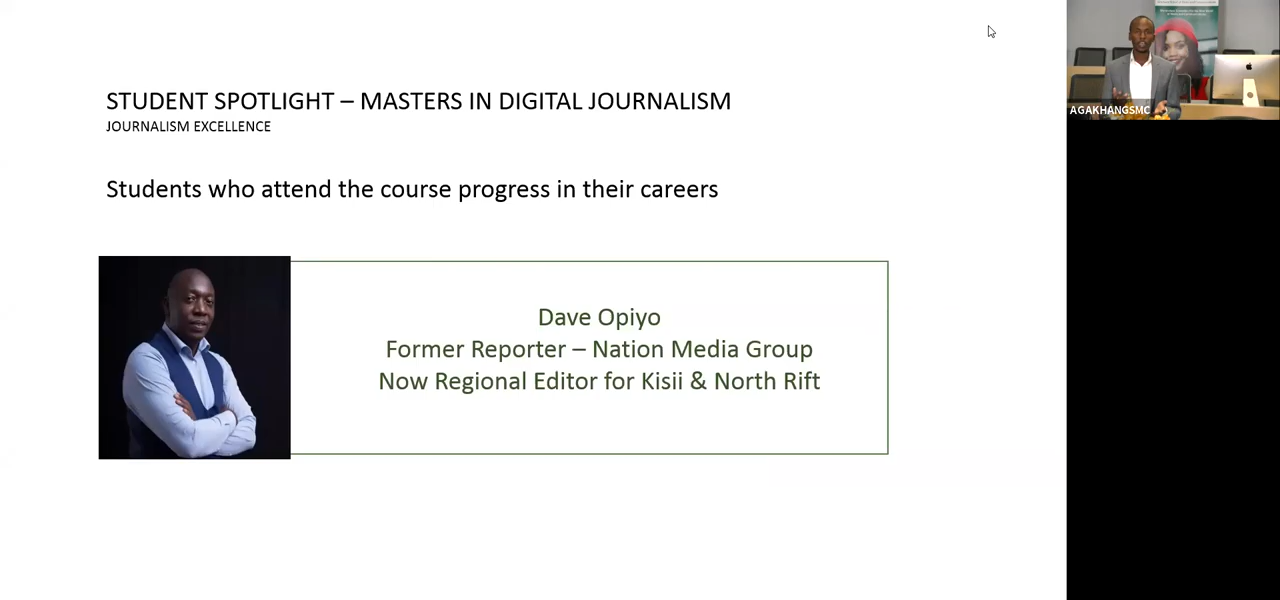 STUDENT SPOTLIGHT – MASTERS IN DIGITAL JOURNALISM
JOURNALISM EXCELLENCE
Students who attend the course progress in their careers
Dave Opiyo
Former Reporter – Nation Media Group
Now Regional Editor for Kisii & North Rift
AGAKHANGSMC